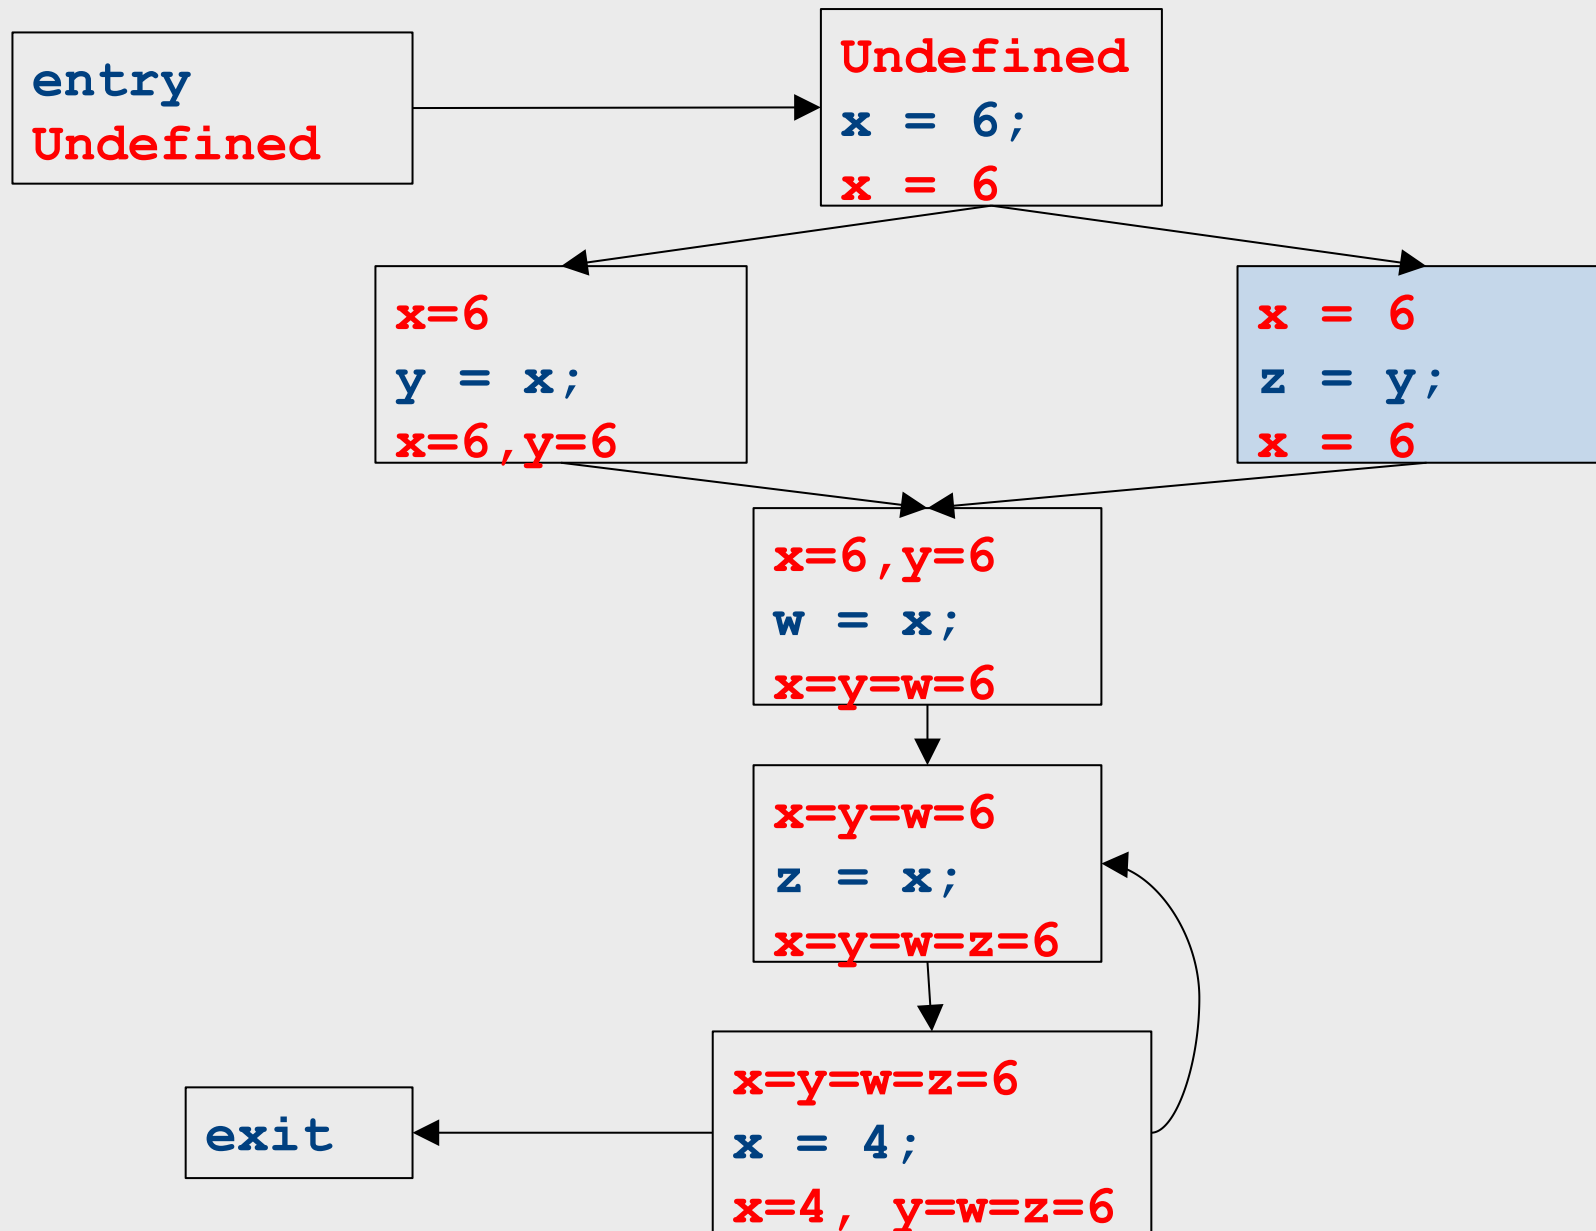 entry
Undefined
Undefined
x = 6;
x = 6
x=6
y = x;
x=6,y=6
x = 6
z = y;
x = 6
x=6,y=6
w = x;
x=y=w=6
x=y=w=6
z = x;
x=y=w=z=6
x=y=w=z=6
x = 4;
x=4, y=w=z=6
exit